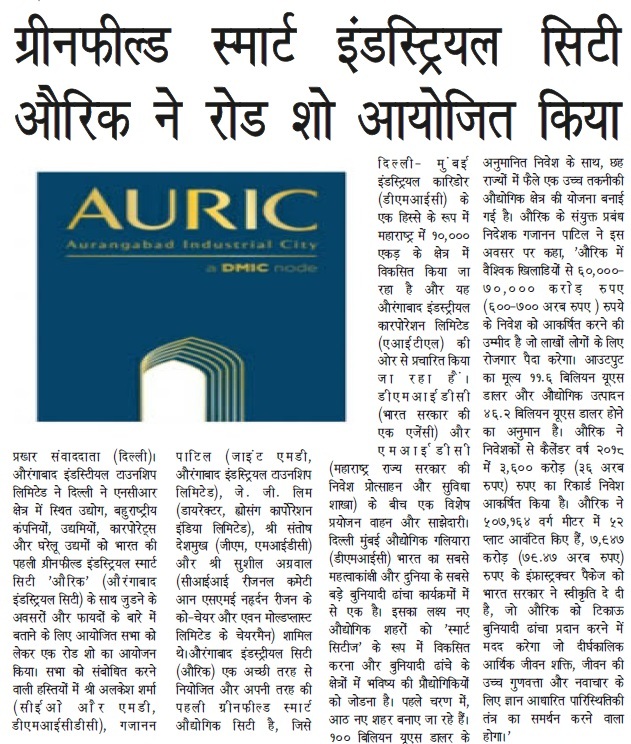 ग्रीनफील्ड स्मार्ट इंडस्ट्रियल सिटी
औरिक ने रोड शो आयोजित किया
AURIC
Aurangabad Industrial City
a DMIC node
प्रखर संवाददाता (दिल्ली)।
औरंगाबाद इंडस्टीयल टाउनशिप
लिमिटेड ने दिल्ली ने एनसीआर
क्षेत्र में स्थित उद्योग, बहुराष्ट्रीय
कंपनियों, उद्यमियों, कारपोरेट्स
और घरेलू उद्यमों को भारत की
पहली ग्रीनफील्ड इंडस्ट्रियल स्मार्ट
सिटी 'औरिक' (औरंगाबाद
इंडस्ट्रियल सिटी) के साथ जुडने के
अवसरों और फायदों के बारे में
बताने के लिए आयोजित सभा को
लेकर एक रोड शो का आयोजन
किया। सभा को संबोधित करने
वाली हस्तियों में श्री अलकेश शर्मा
(सीईओ और एमडी,
डीएमआईसीडीसी), गजानन
पाटिल (जाइंट एमडी,
औरंगाबाद इंडस्ट्रियल टाउनशिप
लिमिटेड), जे. जी. लिम
(डायरेक्टर, ह्योसंग कार्पोरेशन
इंडिया लिमिटेड), श्री संतोष
देशमुख (जीएम, एमआईडीसी)
और श्री सुशील अग्रवाल
(सीआईआई रीजनल कमेटी
आन एसएमई नहर्दन रीजन के
को-चेयर और एवन मोल्डप्लास्ट
लिमिटेड के चेयरमैन) शामिल
थे।औरंगाबाद इंडस्ट्रीयल सिटी
(औरिक) एक अच्छी तरह से
नियोजित और अपनी तरह की
पहली ग्रीनफील्ड स्मार्ट
औद्योगिक सिटी है, जिसे
दिल्ली- मुंबई
इंडस्ट्रियल कारिडोर
(डीएमआईसी) के
एक हिस्से के रूप में
महाराष्ट्र में १०,०००
एकड़ के क्षेत्र में
विकसित किया जा
रहा है और यह
औरंगाबाद इंडस्ट्रीयल
कारपोरेशन लिमिटेड
(एआईटीएल) की
ओर से प्रचारित किया
जा रहा है।
डीएमआईडीसी
(भारत सरकार की
एक एजेंसी) और
एमआईडीसी
(महाराष्ट्र राज्य सरकार की
निवेश प्रोत्साहन और सुविधा
शाखा) के बीच एक विशेष
प्रयोजन वाहन और साझेदारी।
दिल्ली मुंबई औद्योगिक गलियारा
(डीएमआईसी) भारत का सबसे
महत्वाकांक्षी और दुनिया के सबसे
बड़े बुनियादी ढांचा कार्यक्रमों में
से एक है। इसका लक्ष्य नए
औद्योगिक शहरों को 'स्मार्ट
सिटीज' के रूप में विकसित
करना और बुनियादी ढांचे के
क्षेत्रों में भविष्य की प्रौद्योगिकियों
को जोडना है। पहले चरण में,
आठ नए शहर बनाए जा रहे हैं।
१०० बिलियन यूएस डालर के
अनुमानित निवेश के साथ, छह
राज्यों में फैले एक उच्च तकनीकी
औद्योगिक क्षेत्र की योजना बनाई
गई है। औरिक के संयुक्त प्रबंध
निदेशक गजानन पाटिल ने इस
अवसर पर कहा, 'औरिक में
वैश्विक खिलाडियों से ६०,०००-
७०,००० करोड़ रुपए
(६००-७०० अरब रुपए ) रुपये
के निवेश को आकर्षित करने की
उम्मीद है जो लाखों लोगों के लिए
रोजगार पैदा करेगा। आउटपुट
का मूल्य ११.६ बिलियन यूएस
डालर और औद्योगिक उत्पादन
४६.२ बिलियन यूएस डालर होने
का अनुमान है। औरिक ने
निवेशकों से कैलेंडर वर्ष २०१८
में ३,६०० करोड़ (३६ अरब
रुपए) रुपए का रिकार्ड निवेश
आकर्षित किया है। औरिक ने
५०७,१६४ वर्ग मीटर में ५२
प्लाट आवंटित किए हैं, ७,९४७
करोड़ (७९.४७ अरब रुपए)
रुपए के इंफ्रास्ट्रक्चर पैकेज को
भारत सरकार ने स्वीकृति दे दी
है, जो औरिक को टिकाऊ
बुनियादी ढांचा प्रदान करने में
मदद करेगा जो दीर्घकालिक
आर्थिक जीवन शक्ति, जीवन की
उच्च गुणवत्ता और नवाचार के
लिए ज्ञान आधारित पारिस्थितिकी
तंत्र का समर्थन करने वाला
होगा।'